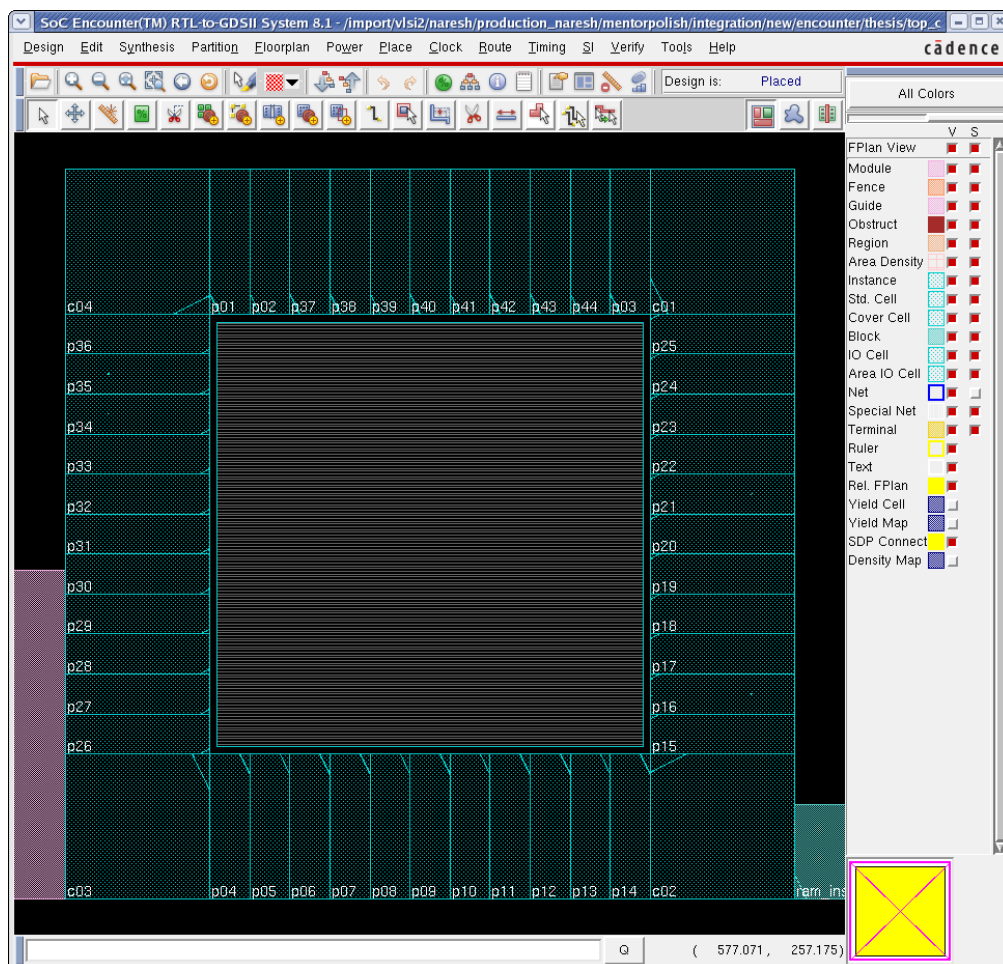 SoC Encounter(TM) RTL-to-GDSII System 8.1 - /import/vlsi2/naresh/production_naresh/mentorpolish/integration/new/encounter/thesis/top_c
Design Edit Synthesis Partition Floorplan Power Place Clock Route Timing SI Verify Tools Help cādence
Design is: Placed
All Colors
V S
FPlan View
Module
Fence
Guide
Obstruct
Region
Area Density
Instance
Std. Cell
Cover Cell
Block
IO Cell
Area IO Cell
Net
Special Net
Terminal
Ruler
Text
Rel. FPlan
Yield Cell
Yield Map
SDP Connect
Density Map
c04 p01 p02 p37 p38 p39 p40 p41 p42 p43 p44 p03 c01
p36 p25
p35 p24
p34 p23
p33 p22
p32 p21
p31 p20
p30 p19
p29 p18
p28 p17
p27 p16
p26 p15
c03 p04 p05 p06 p07 p08 p09 p10 p11 p12 p13 p14 c02 ram_ins
Q ( 577.071 , 257.175)